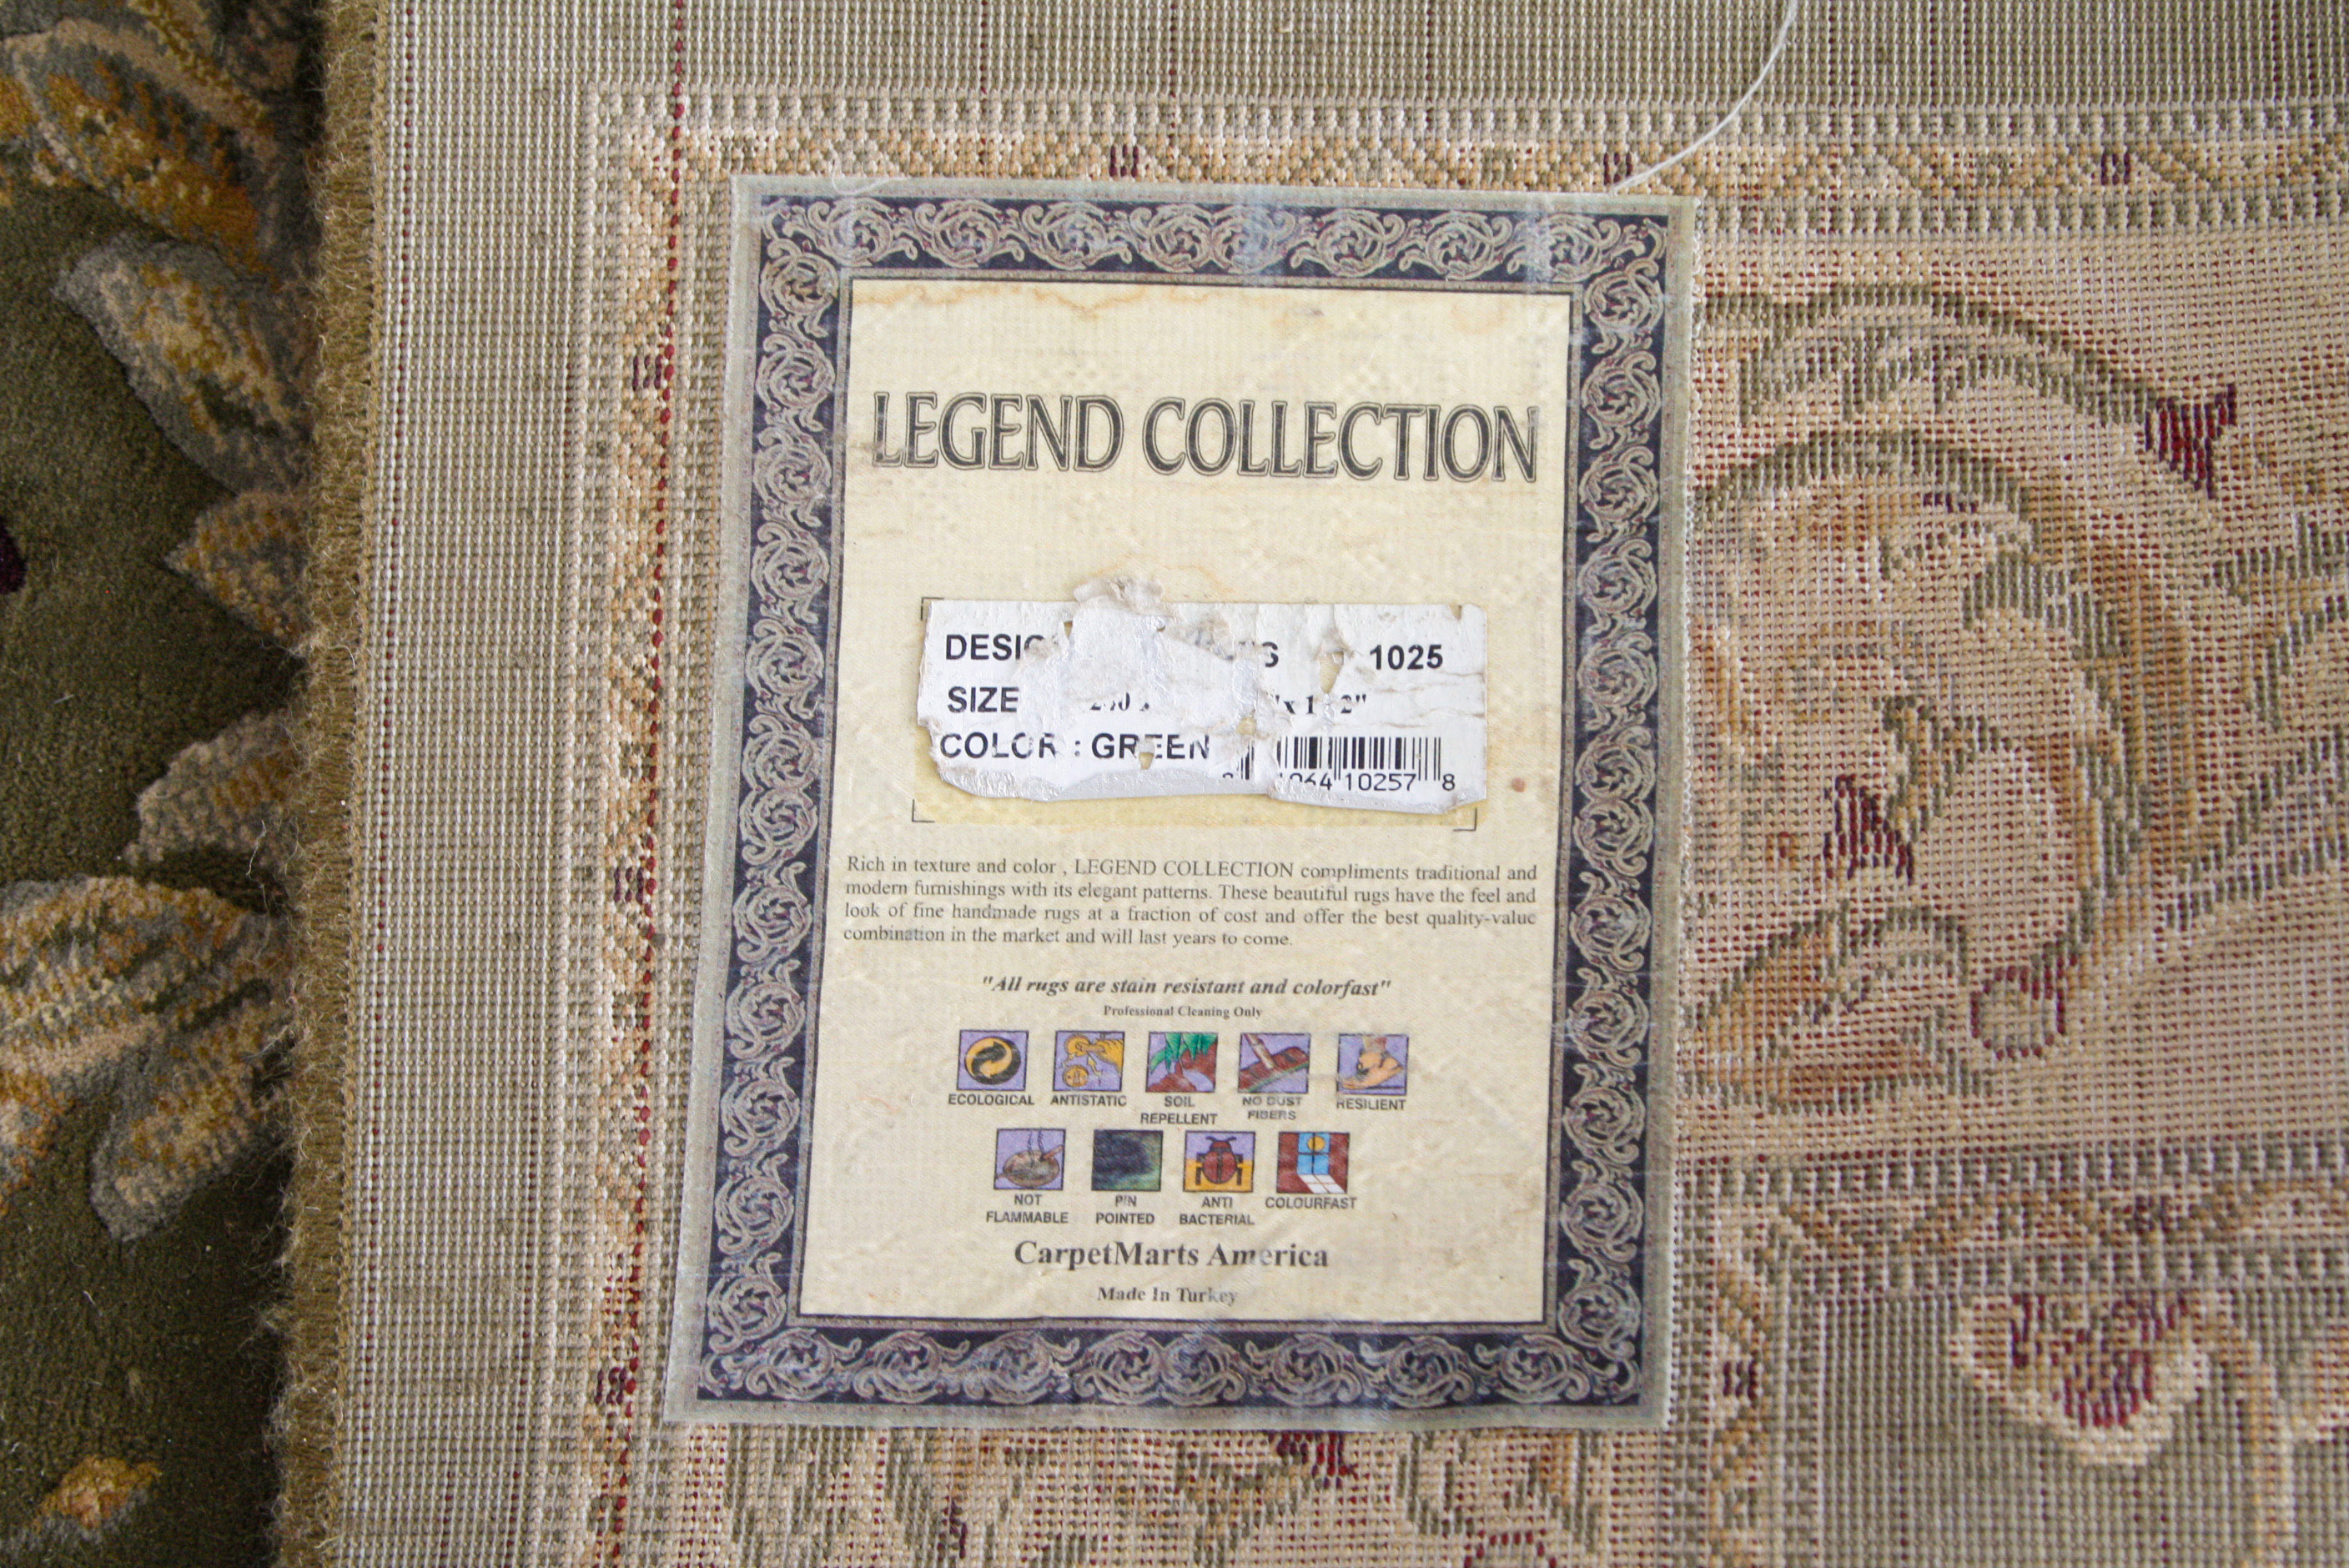 LEGEND COLLECTION
1025
SIZE
COLOR : GREEN
10257 8
Rich in texture and color , LEGEND COLLECTION compliments traditional and
modern furnishings with its elegant patterns. These beautiful rugs have the feel and
look of fine handmade rugs at a fraction of cost and offer the best quality-value
combination in the market and will last years to come.
"All rugs are stain resistant and colorfast"
Professional Cleaning Only
ECOLOGICAL ANTISTATIC SOIL REPELLENT NO DUST FIBERS RESILIENT
NOT FLAMMABLE PIN POINTED ANTI BACTERIAL COLOURFAST
CarpetMarts America
Made In Turkey